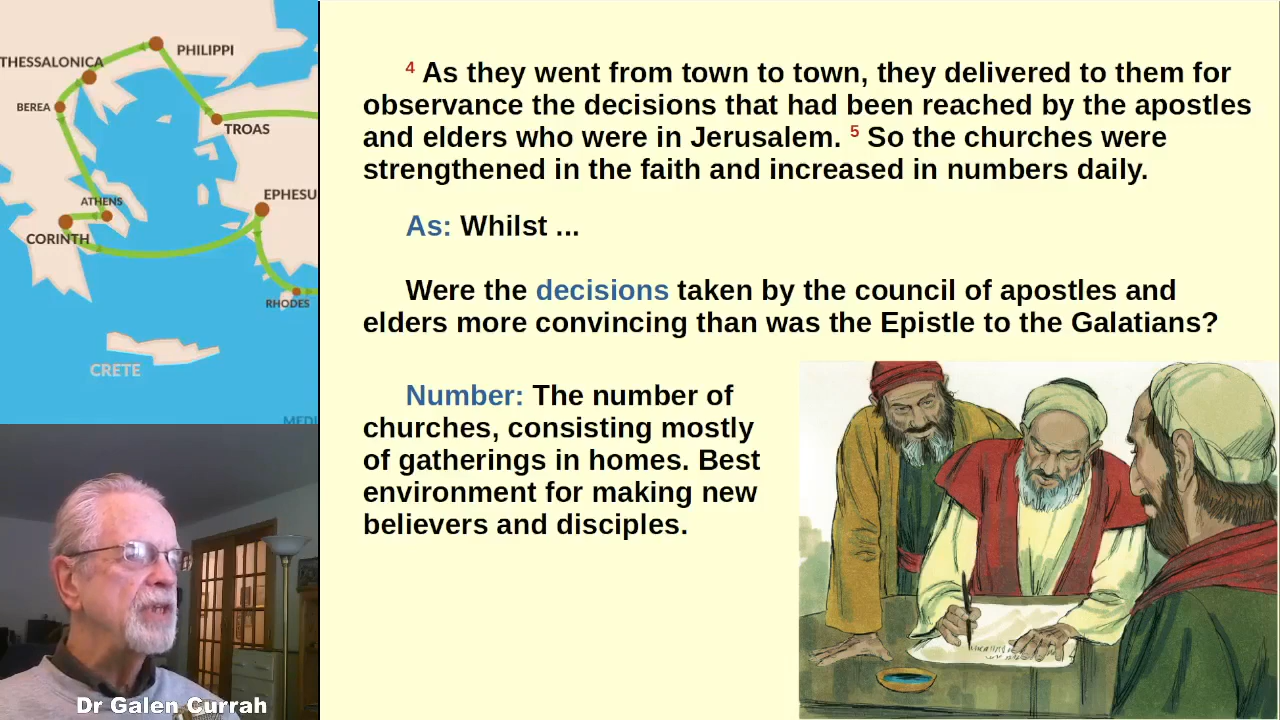 PHILIPPI
THESSALONICA
BEREA
TROAS
ATHENS
EPHESU
CORINTH
RHODES
CRETE
MEDI
4 As they went from town to town, they delivered to them for
observance the decisions that had been reached by the apostles
and elders who were in Jerusalem. 5 So the churches were
strengthened in the faith and increased in numbers daily.
As: Whilst ...
Were the decisions taken by the council of apostles and
elders more convincing than was the Epistle to the Galatians?
Number: The number of
churches, consisting mostly
of gatherings in homes. Best
environment for making new
believers and disciples.
Dr Galen Currah